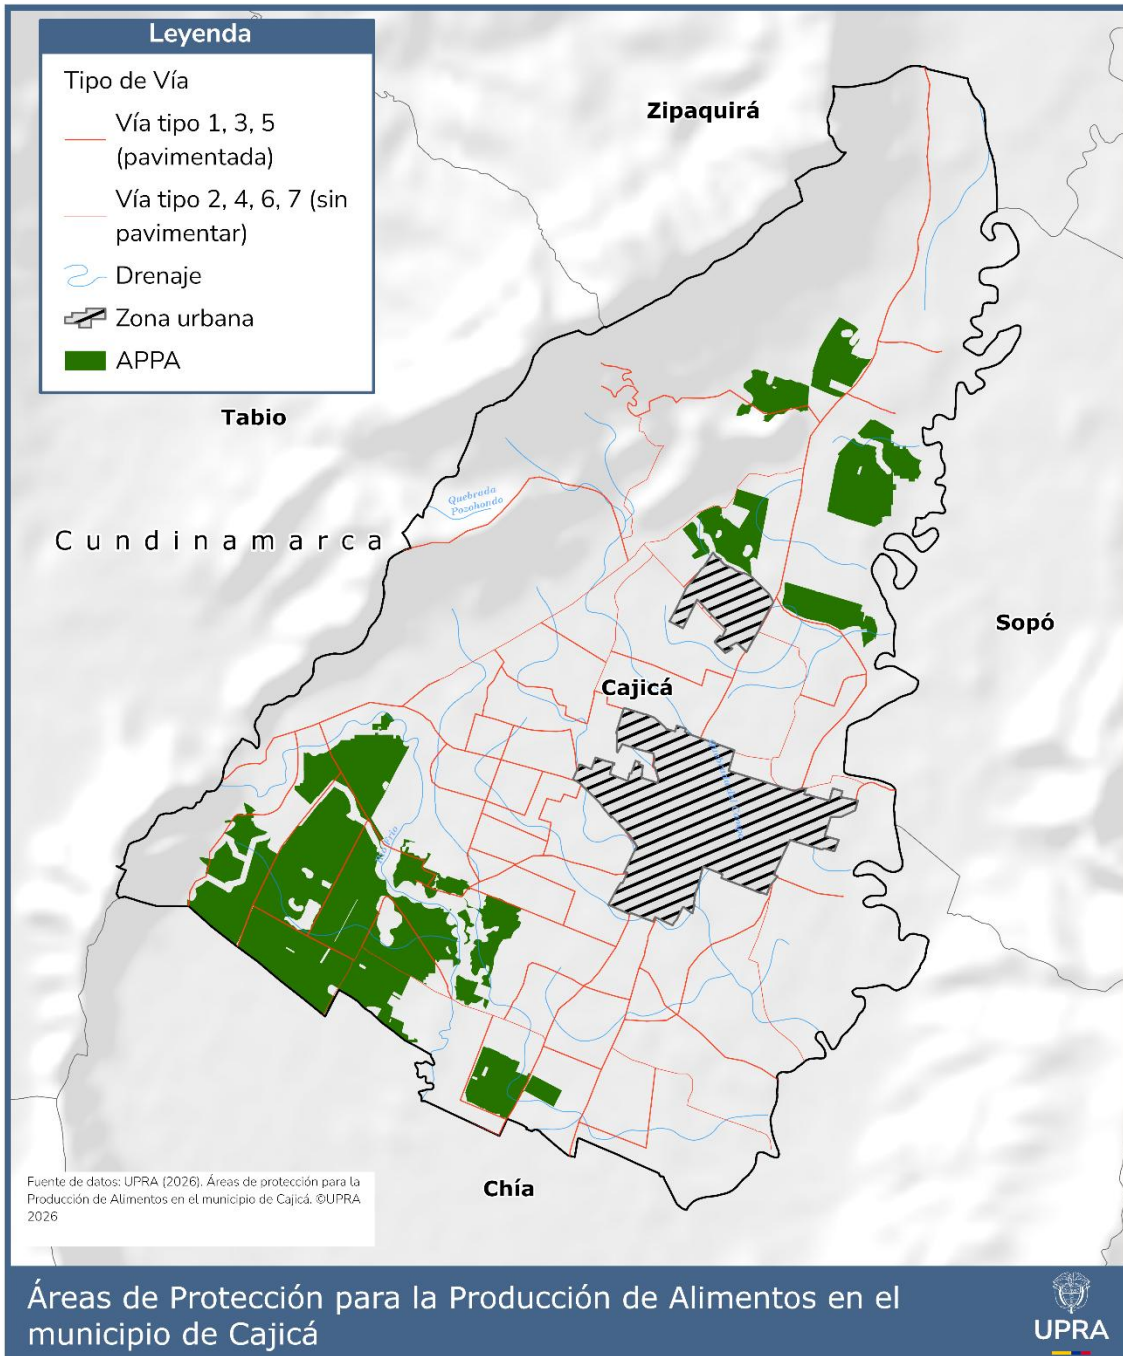 Leyenda
Tipo de Vía
Vía tipo 1, 3, 5
(pavimentada)
Vía tipo 2, 4, 6, 7 (sin
pavimentar)
Drenaje
Zona urbana
APPA
Zipaquirá
Tabio
Cundinamarca
Quebrada
Pozohondo
Sopó
Cajicá
Río Frío
Chía
Fuente de datos: UPRA (2026). Áreas de protección para la
Producción de Alimentos en el municipio de Cajicá. ©UPRA
2026
Áreas de Protección para la Producción de Alimentos en el
municipio de Cajicá
UPRA